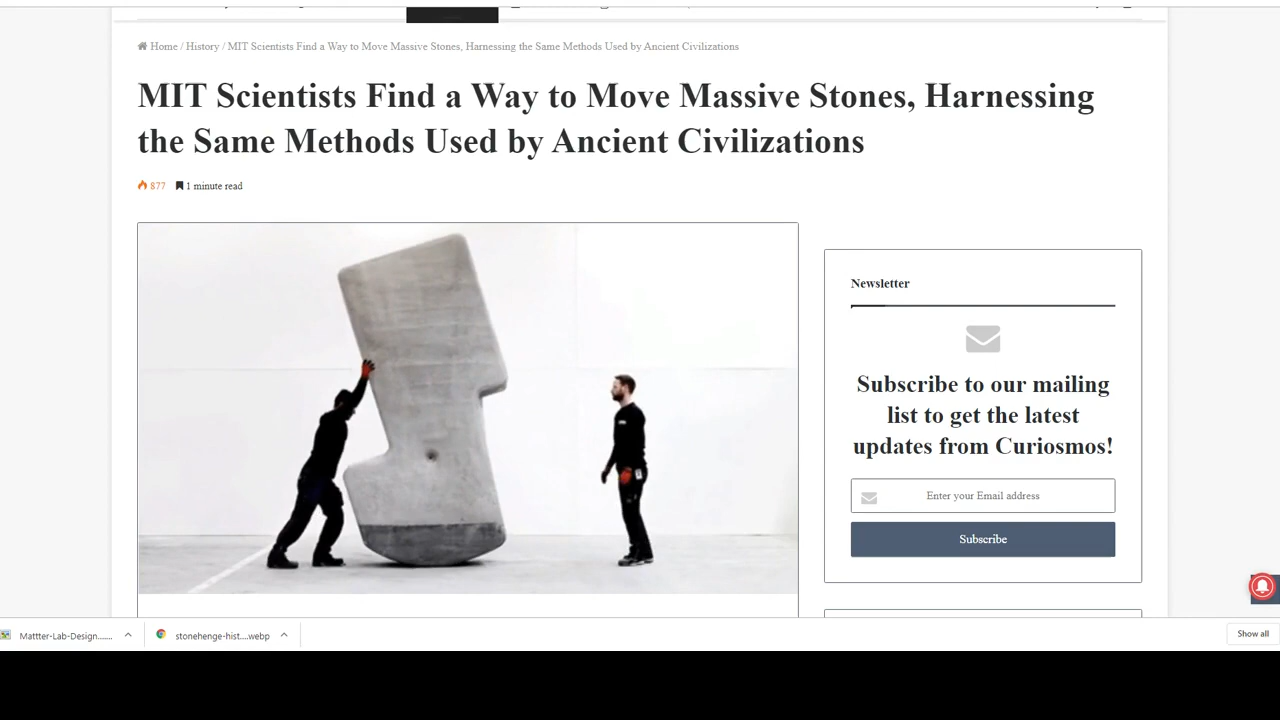 Home / History / MIT Scientists Find a Way to Move Massive Stones, Harnessing the Same Methods Used by Ancient Civilizations
MIT Scientists Find a Way to Move Massive Stones, Harnessing
the Same Methods Used by Ancient Civilizations
877 1 minute read
Newsletter
Subscribe to our mailing
list to get the latest
updates from Curiosmos!
Enter your Email address
Subscribe
Mattter-Lab-Design....... stonehenge-hist....webp Show all